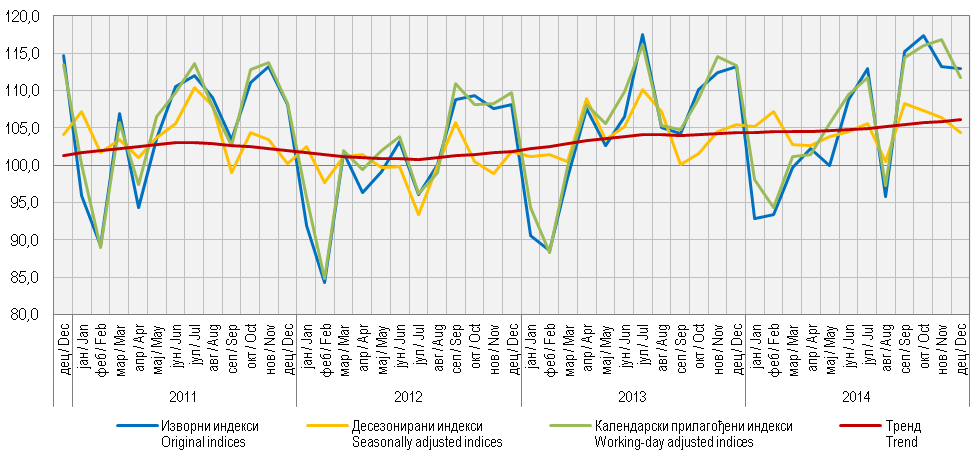 120,0
115,0
110,0
105,0
100,0
95,0
90,0
85,0
80,0
дец/ Dec
јан/ Jan
феб/ Feb
мар/ Mar
апр/ Apr
мај/ May
јун/ Jun
јул/ Jul
авг/ Aug
сеп/ Sep
окт/ Oct
нов/ Nov
дец/ Dec
јан/ Jan
феб/ Feb
мар/ Mar
апр/ Apr
мај/ May
јун/ Jun
јул/ Jul
авг/ Aug
сеп/ Sep
окт/ Oct
нов/ Nov
дец/ Dec
јан/ Jan
феб/ Feb
мар/ Mar
апр/ Apr
мај/ May
јун/ Jun
јул/ Jul
авг/ Aug
сеп/ Sep
окт/ Oct
нов/ Nov
дец/ Dec
јан/ Jan
феб/ Feb
мар/ Mar
апр/ Apr
мај/ May
јун/ Jun
јул/ Jul
авг/ Aug
сеп/ Sep
окт/ Oct
нов/ Nov
дец/ Dec
2011
2012
2013
2014
Изворни индекси
Original indices
Десезонирани индекси
Seasonally adjusted indices
Календарски прилагођени индекси
Working-day adjusted indices
Тренд
Trend